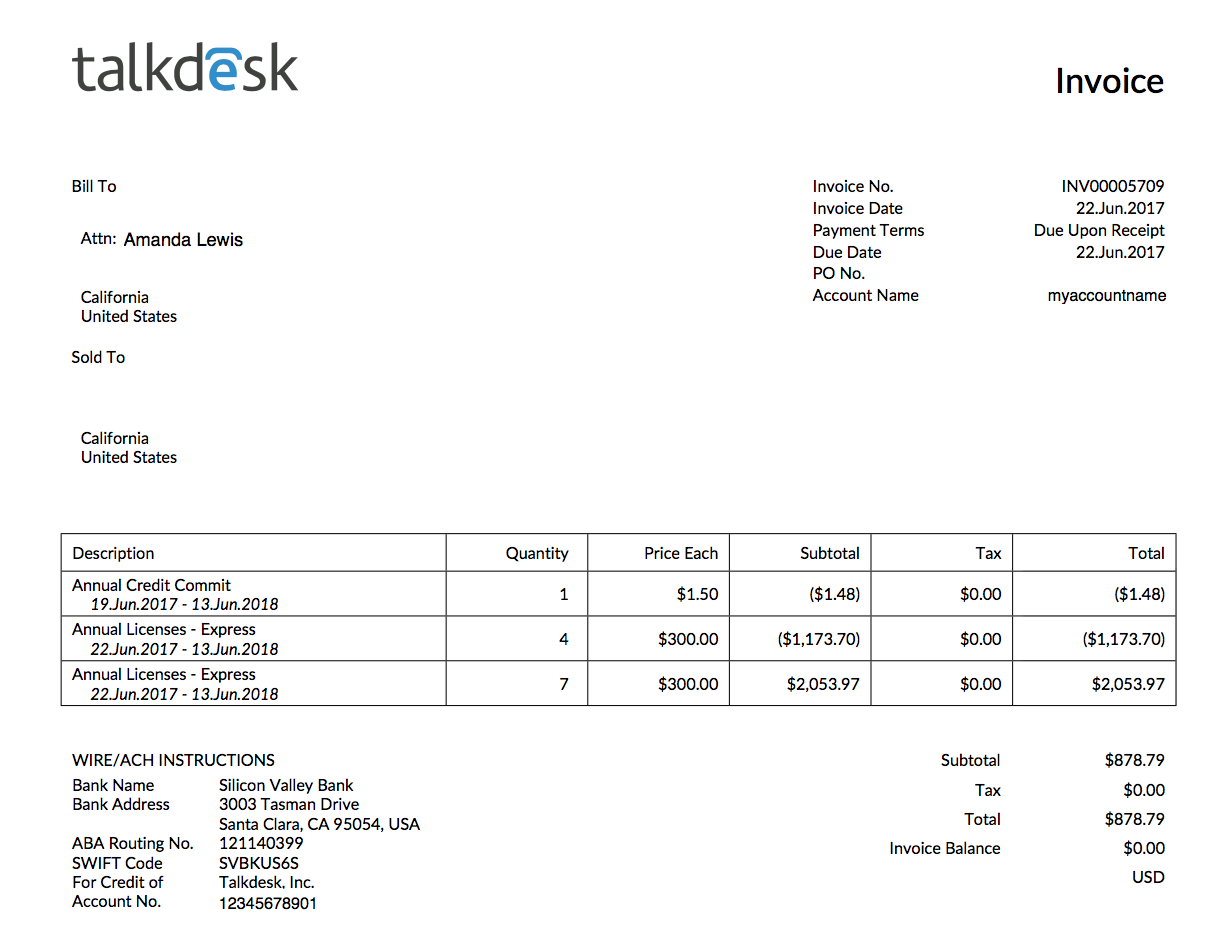 talkdesk
Invoice
Bill To
Attn: Amanda Lewis
California
United States
Sold To
California
United States
Invoice No. INV00005709
Invoice Date 22.Jun.2017
Payment Terms Due Upon Receipt
Due Date 22.Jun.2017
PO No.
Account Name myaccountname
Description Quantity Price Each Subtotal Tax Total
Annual Credit Commit
19.Jun.2017 - 13.Jun.2018
1 $1.50 ($1.48) $0.00 ($1.48)
Annual Licenses - Express
22.Jun.2017 - 13.Jun.2018
4 $300.00 ($1,173.70) $0.00 ($1,173.70)
Annual Licenses - Express
22.Jun.2017 - 13.Jun.2018
7 $300.00 $2,053.97 $0.00 $2,053.97
WIRE/ACH INSTRUCTIONS
Bank Name Silicon Valley Bank
Bank Address 3003 Tasman Drive
Santa Clara, CA 95054, USA
ABA Routing No. 121140399
SWIFT Code SVBKUS6S
For Credit of Talkdesk, Inc.
Account No. 12345678901
Subtotal $878.79
Tax $0.00
Total $878.79
Invoice Balance $0.00
USD